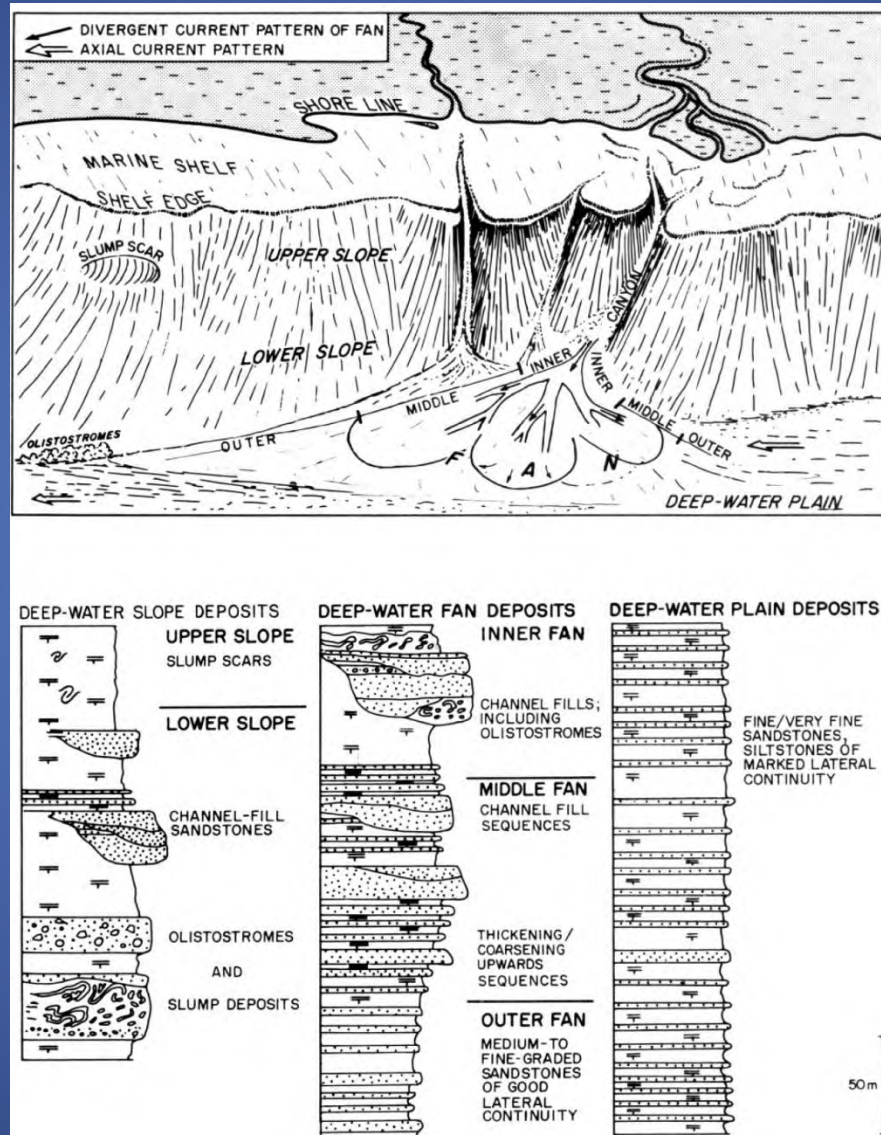 DIVERGENT CURRENT PATTERN OF FAN
AXIAL CURRENT PATTERN
SHORE LINE
MARINE SHELF
SHELF EDGE
SLUMP SCAR
UPPER SLOPE
LOWER SLOPE
CANYON
INNER
INNER
MIDDLE
MIDDLE
OUTER
OUTER
OLISTOSTROMES
F A N
DEEP-WATER PLAIN
DEEP-WATER SLOPE DEPOSITS
UPPER SLOPE
SLUMP SCARS
LOWER SLOPE
CHANNEL-FILL
SANDSTONES
OLISTOSTROMES
AND
SLUMP DEPOSITS
DEEP-WATER FAN DEPOSITS
INNER FAN
CHANNEL FILLS;
INCLUDING
OLISTOSTROMES
MIDDLE FAN
CHANNEL FILL
SEQUENCES
THICKENING/
COARSENING
UPWARDS
SEQUENCES
OUTER FAN
MEDIUM-TO
FINE-GRADED
SANDSTONES
OF GOOD
LATERAL
CONTINUITY
DEEP-WATER PLAIN DEPOSITS
FINE/VERY FINE
SANDSTONES,
SILTSTONES OF
MARKED LATERAL
CONTINUITY
50m